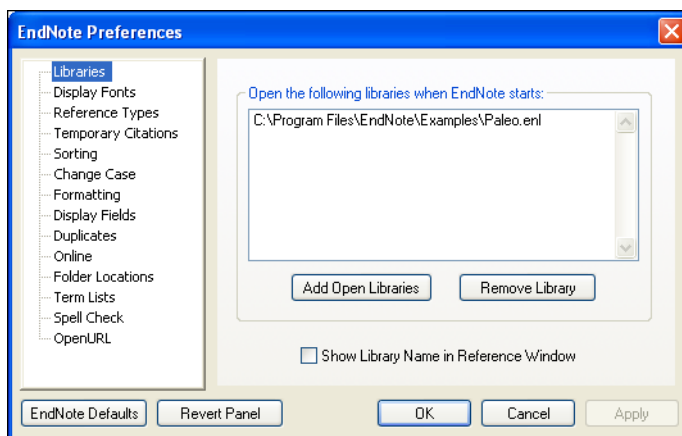 EndNote Preferences
Libraries
Display Fonts
Reference Types
Temporary Citations
Sorting
Change Case
Formatting
Display Fields
Duplicates
Online
Folder Locations
Term Lists
Spell Check
OpenURL
Open the following libraries when EndNote starts:
C:\Program Files\EndNote\Examples\Paleo.enl
Add Open Libraries
Remove Library
Show Library Name in Reference Window
EndNote Defaults
Revert Panel
OK
Cancel
Apply